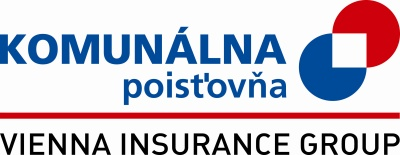 KOMUNÁLNA
poisťovňa
VIENNA INSURANCE GROUP